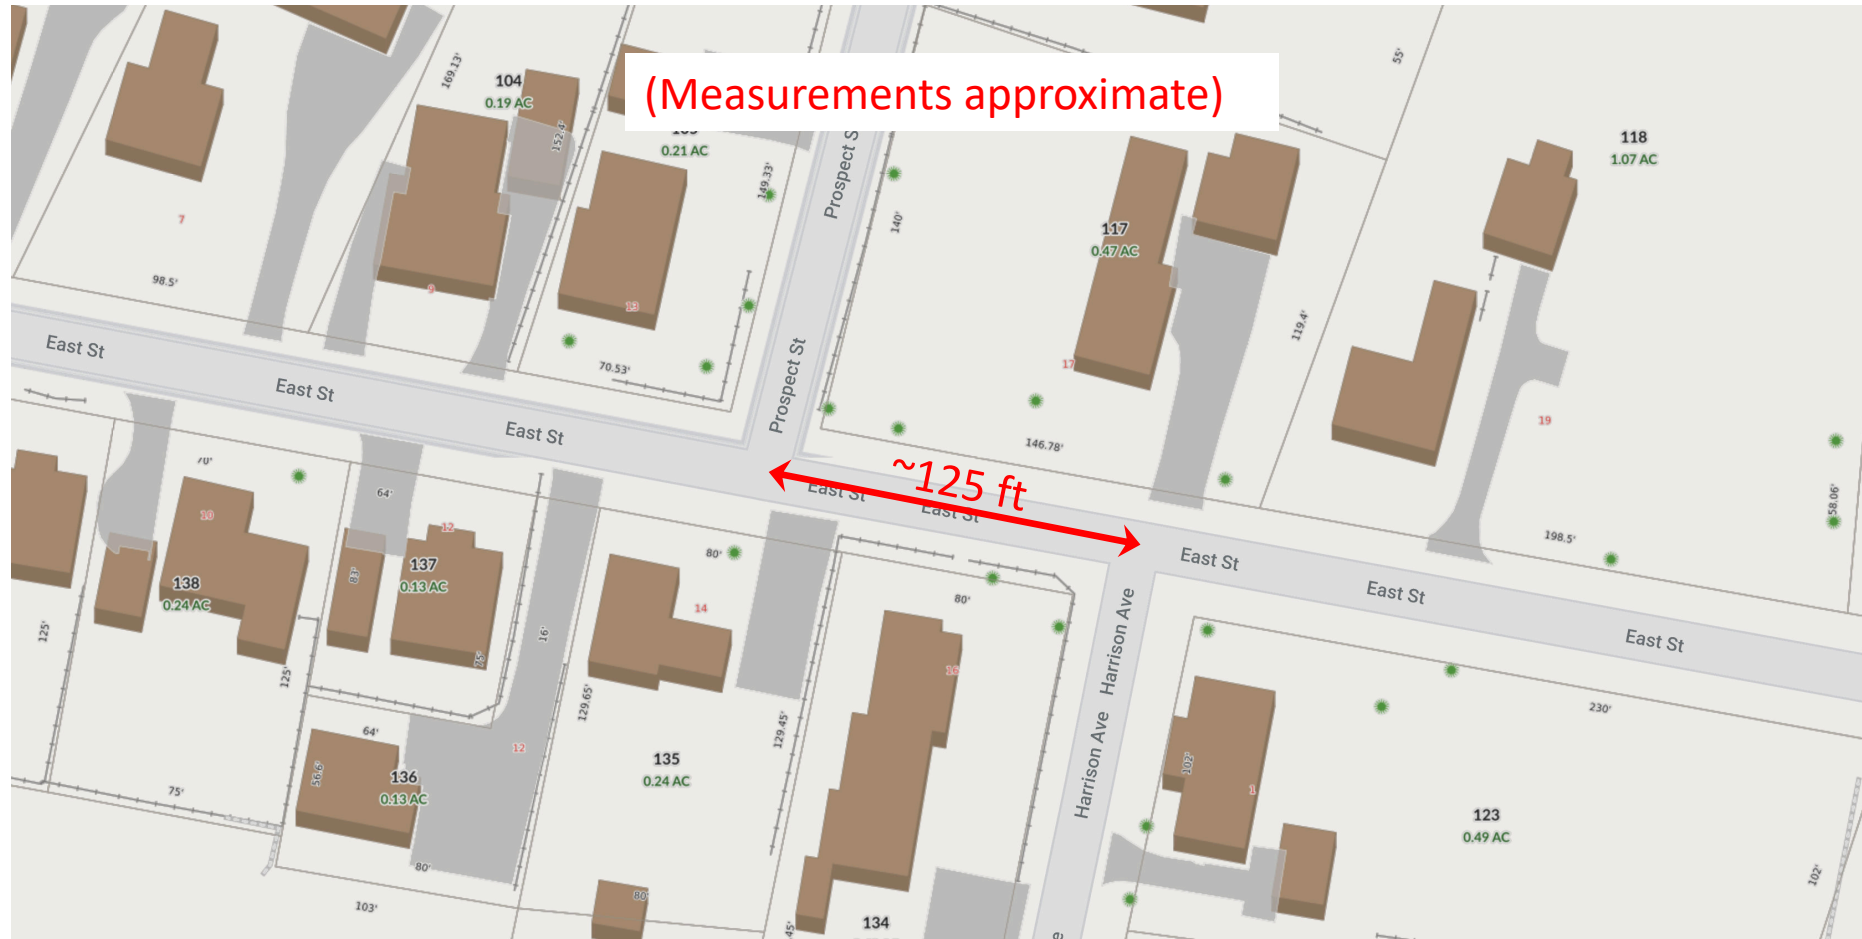 (Measurements approximate)
55'
169.13'
104
0.19 AC
152.4'
0.21 AC
149.33'
Prospect S
140'
117
0.47 AC
118
1.07 AC
7
98.5'
9
13
119.4'
East St
East St
East St
70.53'
Prospect St
17
146.78'
19
~125 ft
East St
East St
East St
East St
East St
58.06'
198.5'
64'
10
12
83'
137
0.13 AC
138
0.24 AC
125'
125'
75'
16'
80'
14
80'
16
129.65'
129.45'
Harrison Ave
Harrison Ave
230'
102'
1
64'
56.6'
136
0.13 AC
12
135
0.24 AC
75'
80'
103'
80'
134
123
0.49 AC
102'